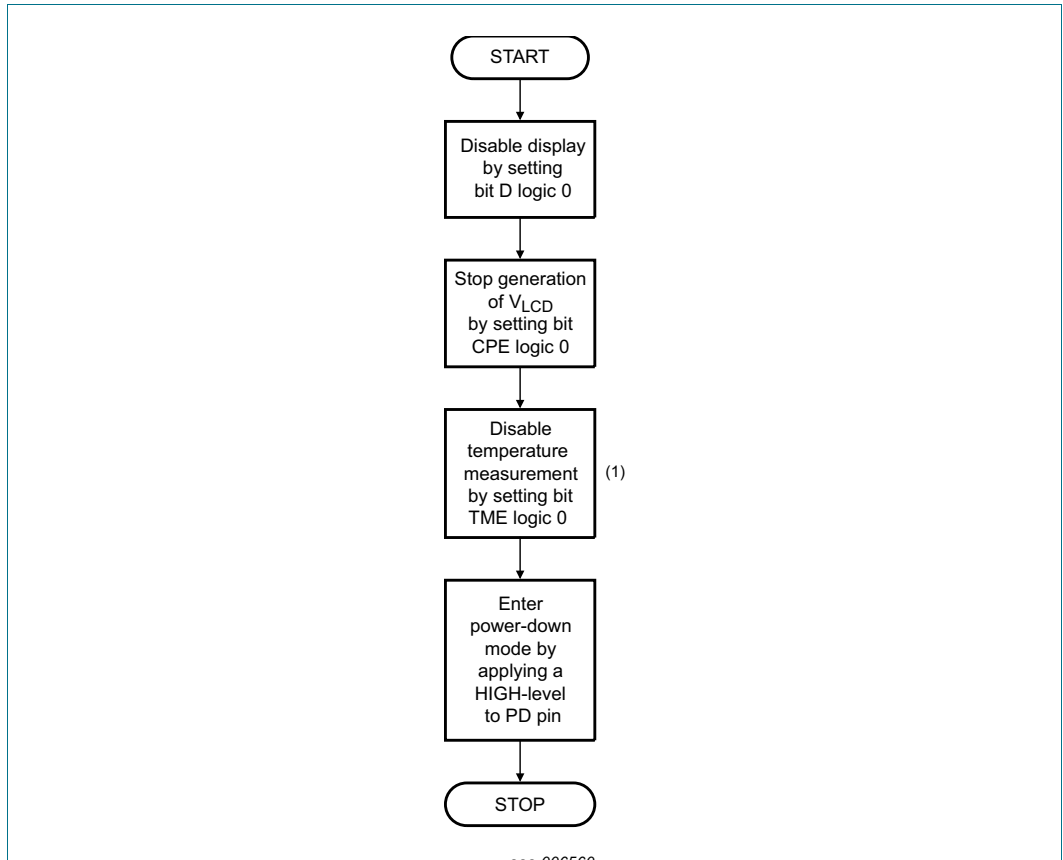 START
Disable display
by setting
bit D logic 0
Stop generation
of VLCD
by setting bit
CPE logic 0
Disable
temperature
measurement
by setting bit
TME logic 0
(1)
Enter
power-down
mode by
applying a
HIGH-level
to PD pin
STOP